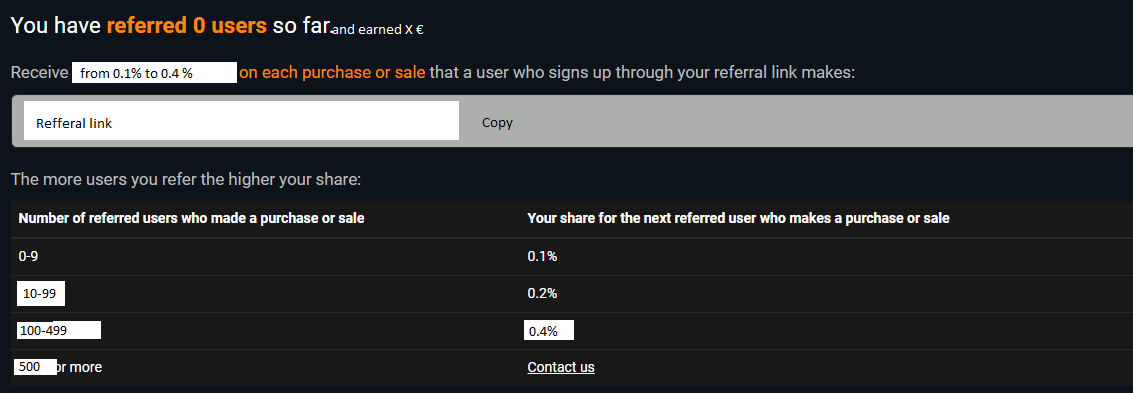 You have referred 0 users so far. and earned X €
Receive from 0.1% to 0.4 % on each purchase or sale that a user who signs up through your referral link makes:
Refferal link Copy
The more users you refer the higher your share:
Number of referred users who made a purchase or sale Your share for the next referred user who makes a purchase or sale
0-9 0.1%
10-99 0.2%
100-499 0.4%
500 or more Contact us